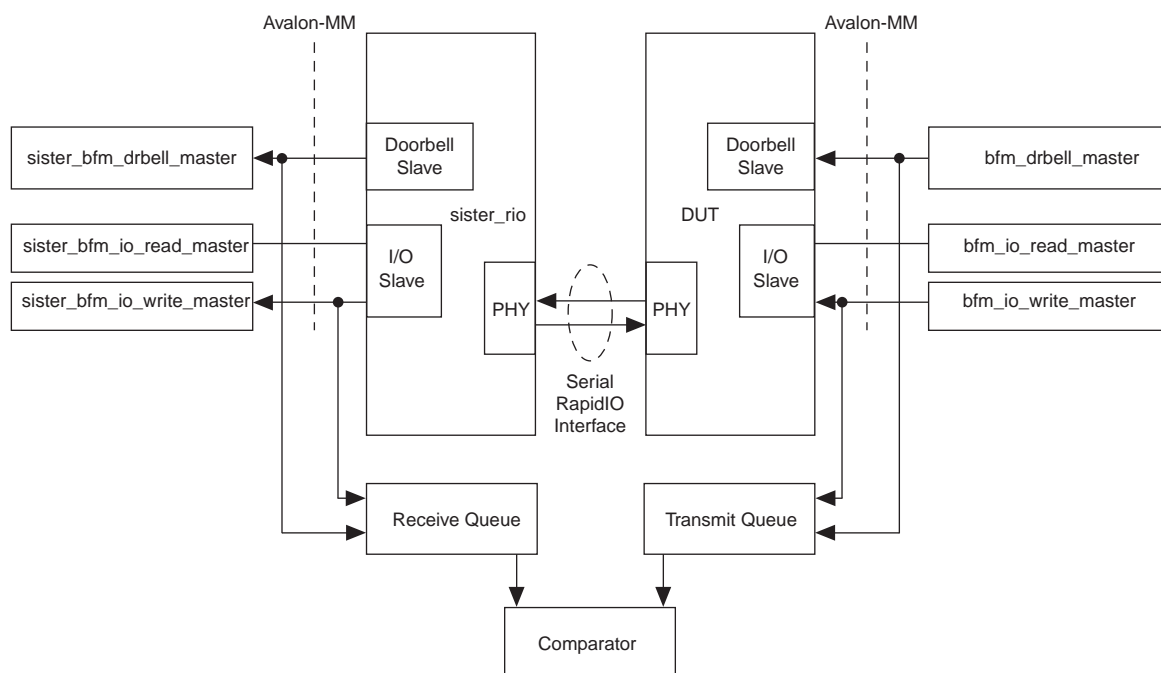 Avalon-MM
Avalon-MM
sister_bfm_drbell_master
Doorbell
Slave
Doorbell
Slave
bfm_drbell_master
sister_rio
DUT
sister_bfm_io_read_master
I/O
Slave
I/O
Slave
bfm_io_read_master
sister_bfm_io_write_master
PHY
PHY
bfm_io_write_master
Serial
RapidIO
Interface
Receive Queue
Transmit Queue
Comparator